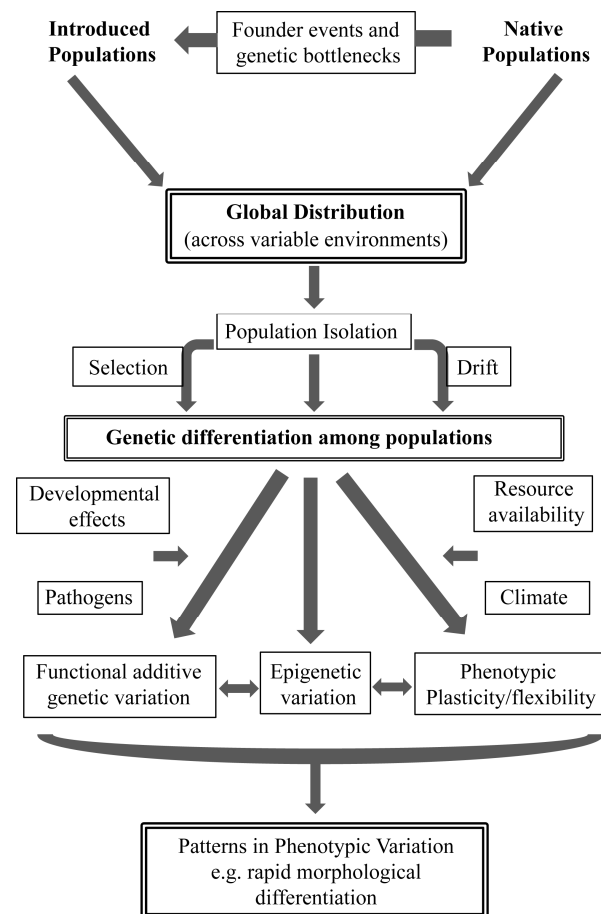 Introduced
Populations
Founder events and
genetic bottlenecks
Native
Populations
Global Distribution
(across variable environments)
Population Isolation
Selection
Drift
Genetic differentiation among populations
Developmental
effects
Resource
availability
Pathogens
Climate
Functional additive
genetic variation
Epigenetic
variation
Phenotypic
Plasticity/flexibility
Patterns in Phenotypic Variation
e.g. rapid morphological
differentiation